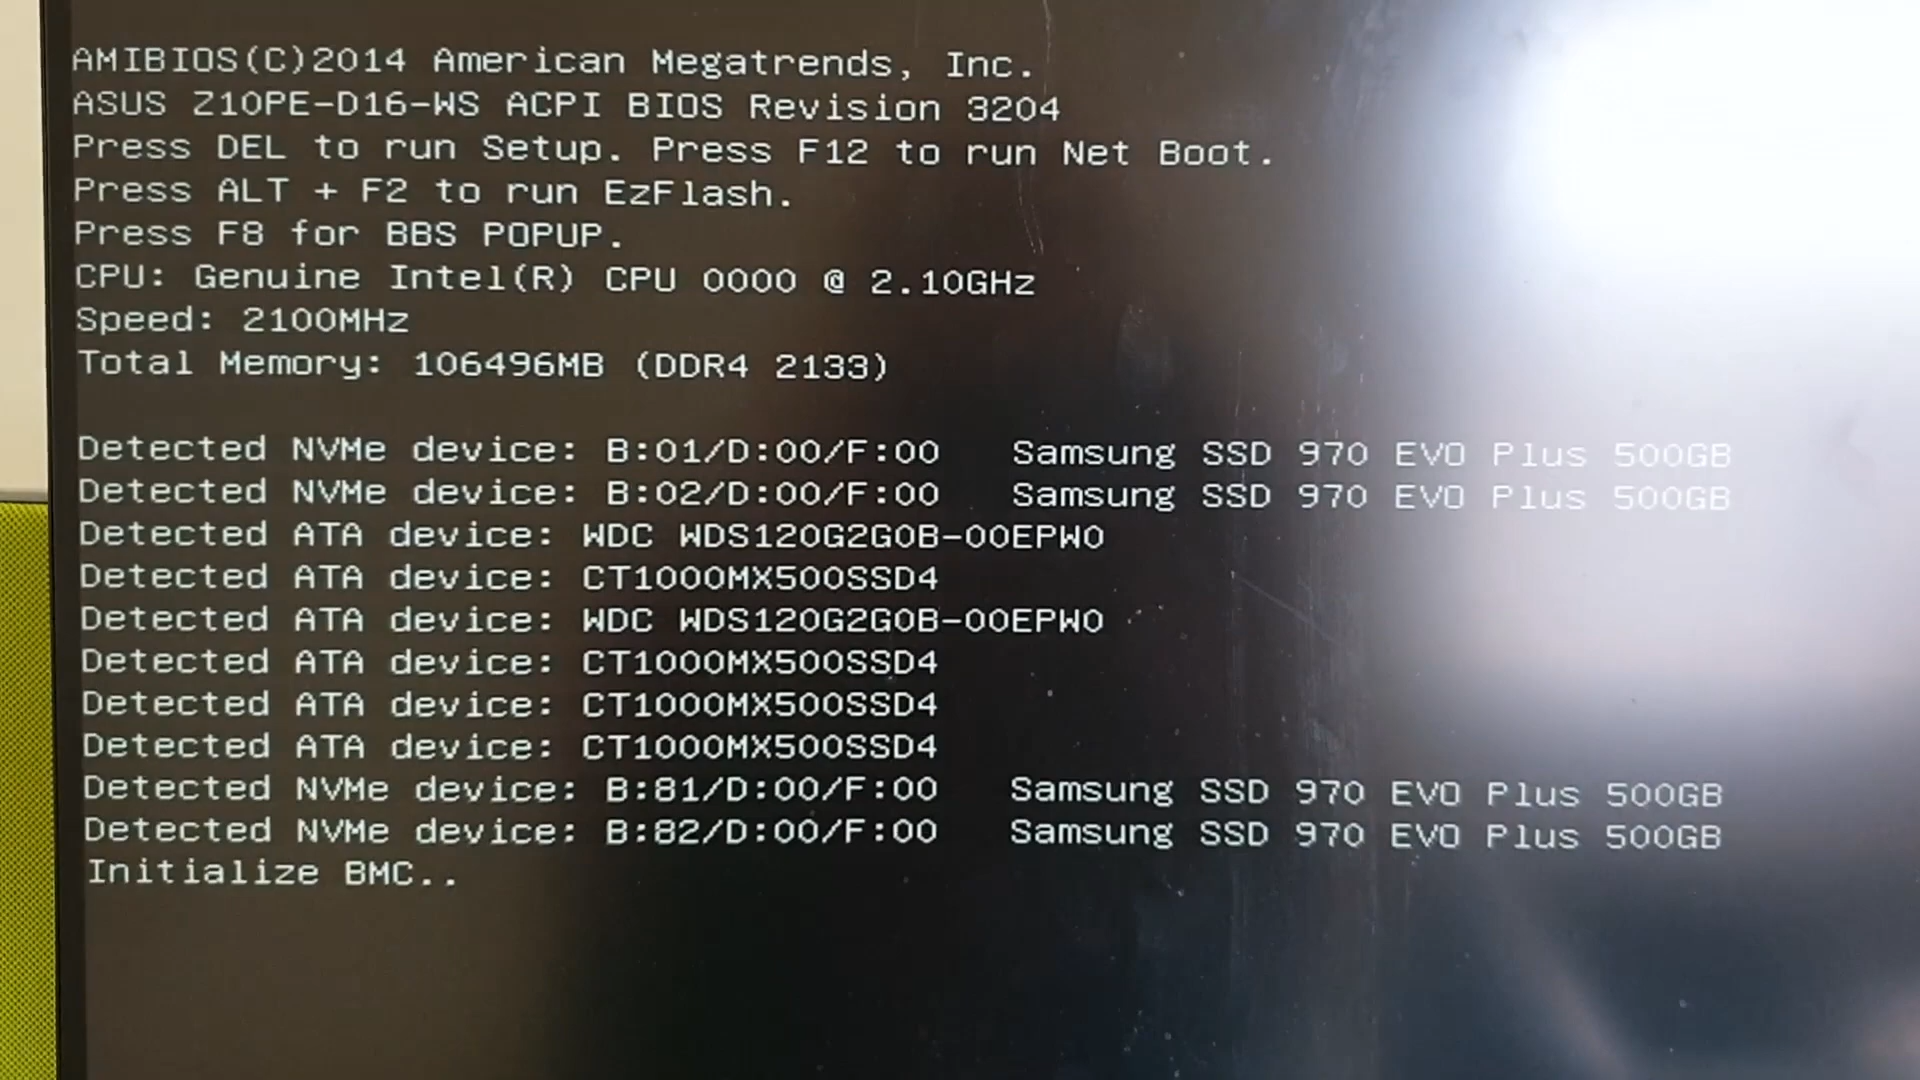 AMIBIOS(C)2014 American Megatrends, Inc.
ASUS Z10PE-D16-WS ACPI BIOS Revision 3204
Press DEL to run Setup. Press F12 to run Net Boot.
Press ALT + F2 to run EzFlash.
Press F8 for BBS POPUP.
CPU: Genuine Intel(R) CPU 0000 @ 2.10GHz
Speed: 2100MHz
Total Memory: 106496MB (DDR4 2133)
Detected NVMe device: B:01/D:00/F:00   Samsung SSD 970 EVO Plus 500GB
Detected NVMe device: B:02/D:00/F:00   Samsung SSD 970 EVO Plus 500GB
Detected ATA device: WDC WDS120G2G0B-00EPW0
Detected ATA device: CT1000MX500SSD4
Detected ATA device: WDC WDS120G2G0B-00EPW0
Detected ATA device: CT1000MX500SSD4
Detected ATA device: CT1000MX500SSD4
Detected ATA device: CT1000MX500SSD4
Detected NVMe device: B:81/D:00/F:00   Samsung SSD 970 EVO Plus 500GB
Detected NVMe device: B:82/D:00/F:00   Samsung SSD 970 EVO Plus 500GB
Initialize BMC..